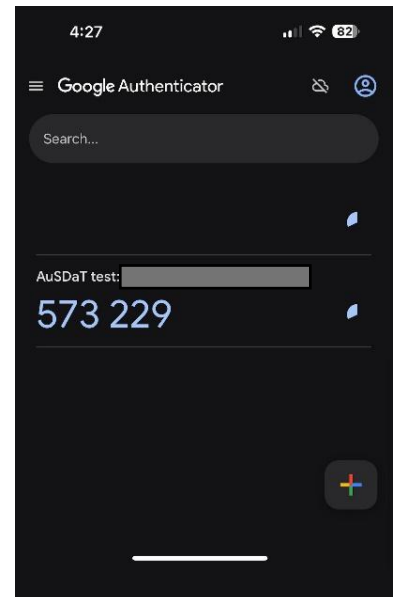 4:27
82
Google Authenticator
Search...
AuSDaT test:
573 229